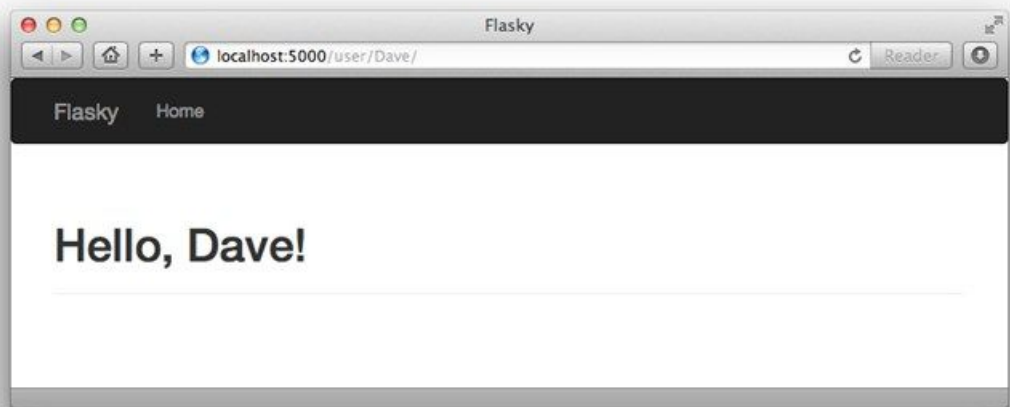 Flasky
localhost:5000/user/Dave/
Reader
Flasky Home
Hello, Dave!